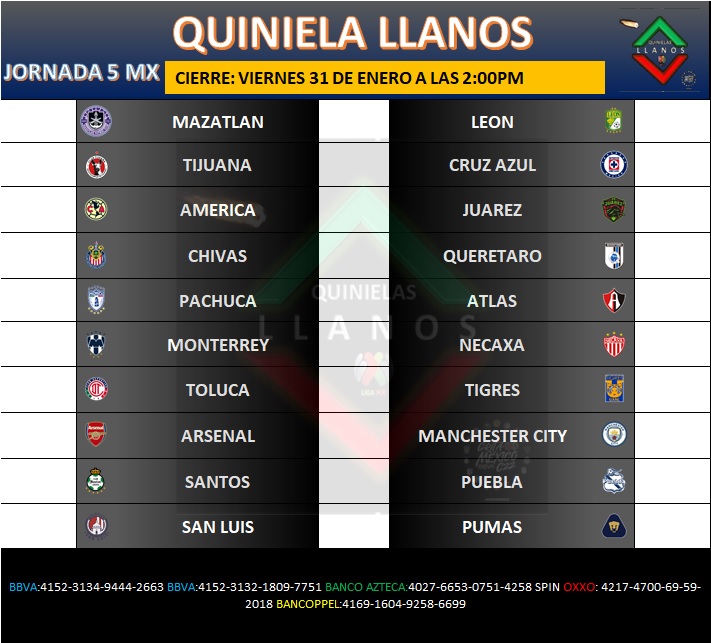 QUINIELA LLANOS
QUINIELAS
LLANOS
JORNADA 5 MX
CIERRE: VIERNES 31 DE ENERO A LAS 2:00PM
MAZATLAN LEON
TIJUANA CRUZ AZUL
AMERICA JUAREZ
CHIVAS QUERETARO
PACHUCA ATLAS
QUINIELAS
LLANOS
MONTERREY NECAXA
LIGA MX
TOLUCA TIGRES
ARSENAL MANCHESTER CITY
SANTOS PUEBLA
SAN LUIS PUMAS
BBVA:4152-3134-9444-2663 BBVA:4152-3132-1809-7751 BANCO AZTECA:4027-6653-0751-4258 SPIN OXXO: 4217-4700-69-59-
2018 BANCOPPEL:4169-1604-9258-6699